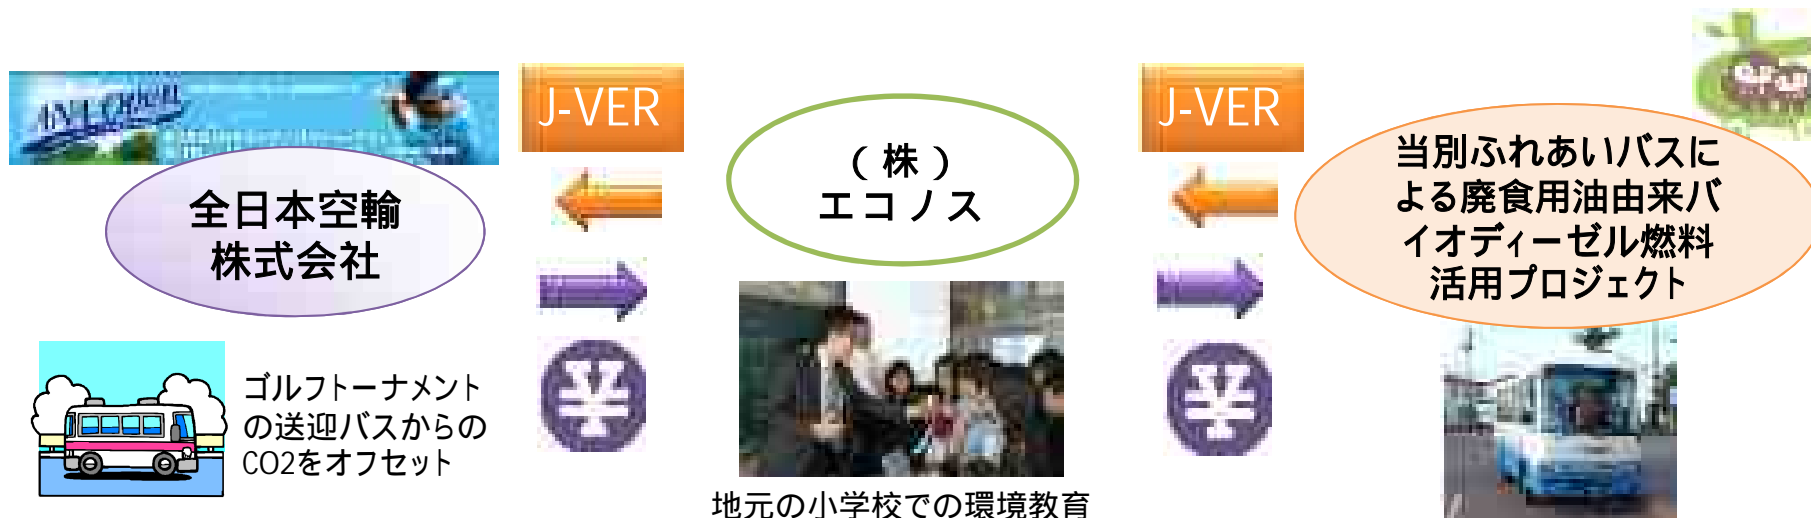 J-VER
J-VER
全日本空輸
株式会社
(株)
エコノス
当別ふれあいバスに
よる廃食用油由来バ
イオディーゼル燃料
活用プロジェクト
ゴルフトーナメント
の送迎バスからの
CO2をオフセット
地元の小学校での環境教育